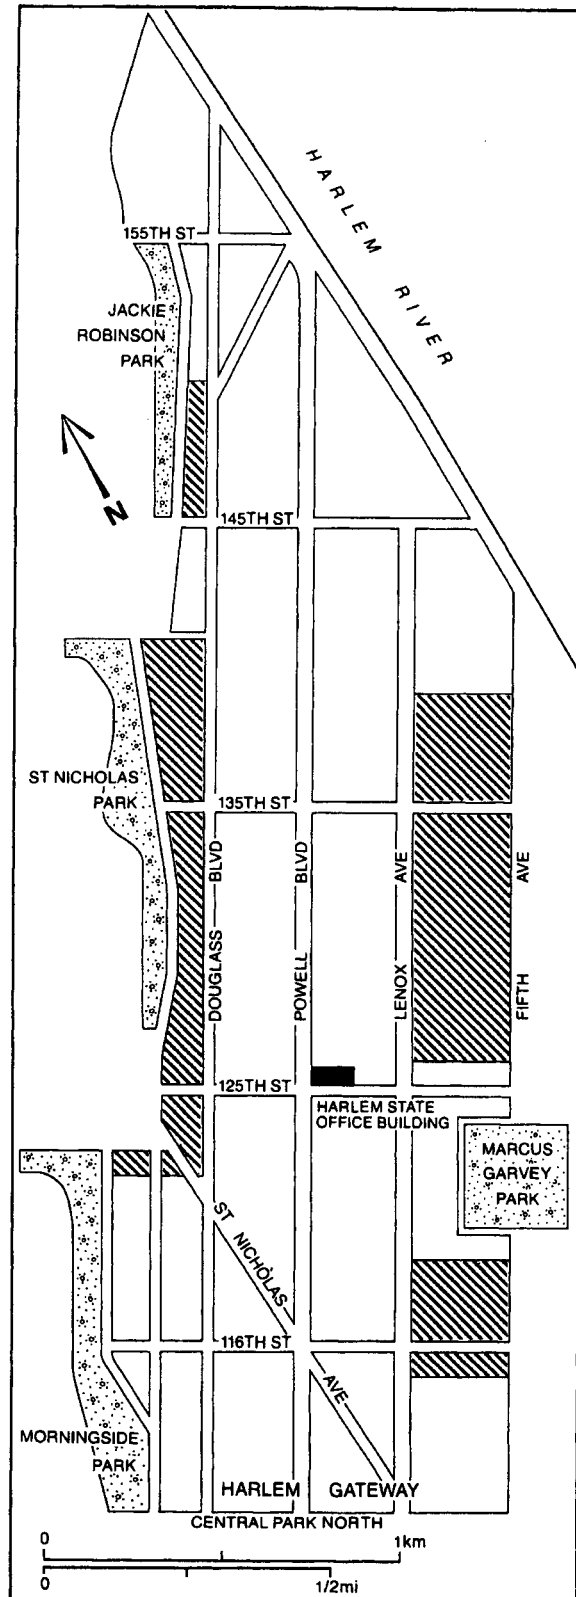 HARLEM RIVER
155TH ST
JACKIE
ROBINSON
PARK
N
145TH ST
ST NICHOLAS
PARK
135TH ST
DOUGLASS BLVD
POWELL BLVD
LENOX AVE
FIFTH AVE
125TH ST
HARLEM STATE
OFFICE BUILDING
MARCUS
GARVEY
PARK
ST NICHOLAS AVE
116TH ST
MORNINGSIDE
PARK
HARLEM GATEWAY
CENTRAL PARK NORTH
0 1km
0 1/2mi